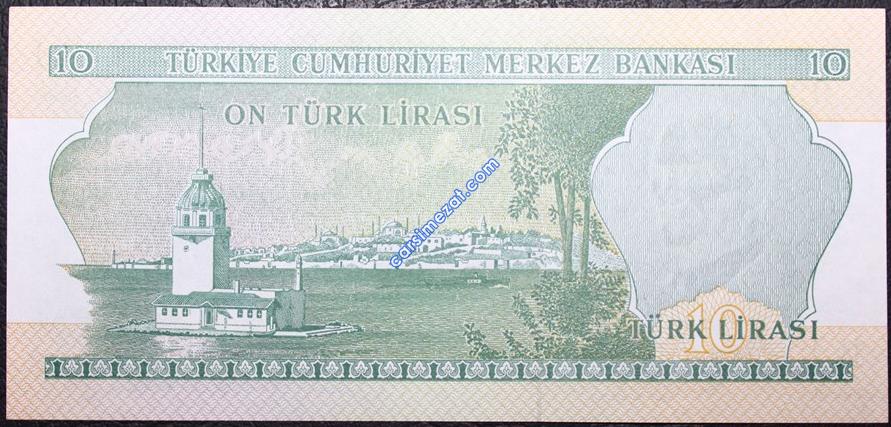 10 TÜRKİYE CUMHURİYET MERKEZ BANKASI 10
ON TÜRK LİRASI
carsimezat.com
10
TÜRK LİRASI